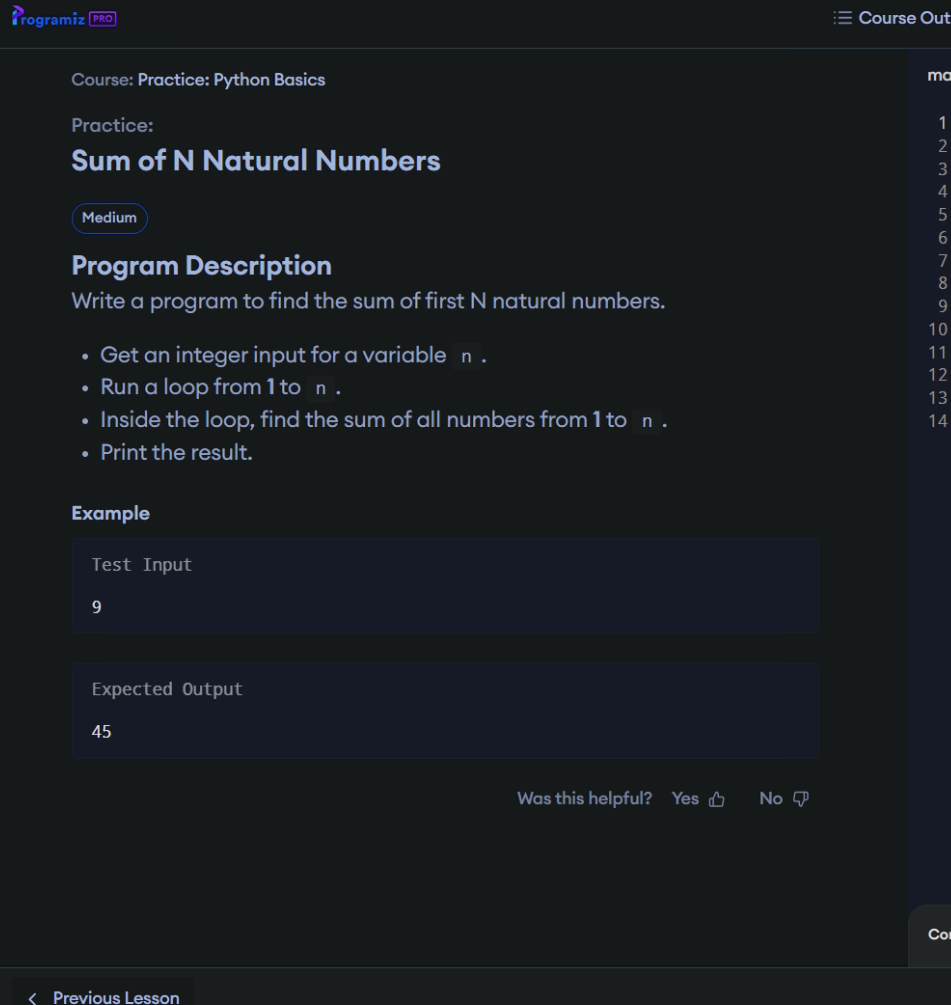 Programiz PRO
Course Out
Course: Practice: Python Basics
ma
Practice:
Sum of N Natural Numbers
Medium
Program Description
Write a program to find the sum of first N natural numbers.
• Get an integer input for a variable n.
• Run a loop from 1 to n.
• Inside the loop, find the sum of all numbers from 1 to n.
• Print the result.
Example
Test Input
9
Expected Output
45
Was this helpful? Yes No
1
2
3
4
5
6
7
8
9
10
11
12
13
14
Con
Previous Lesson